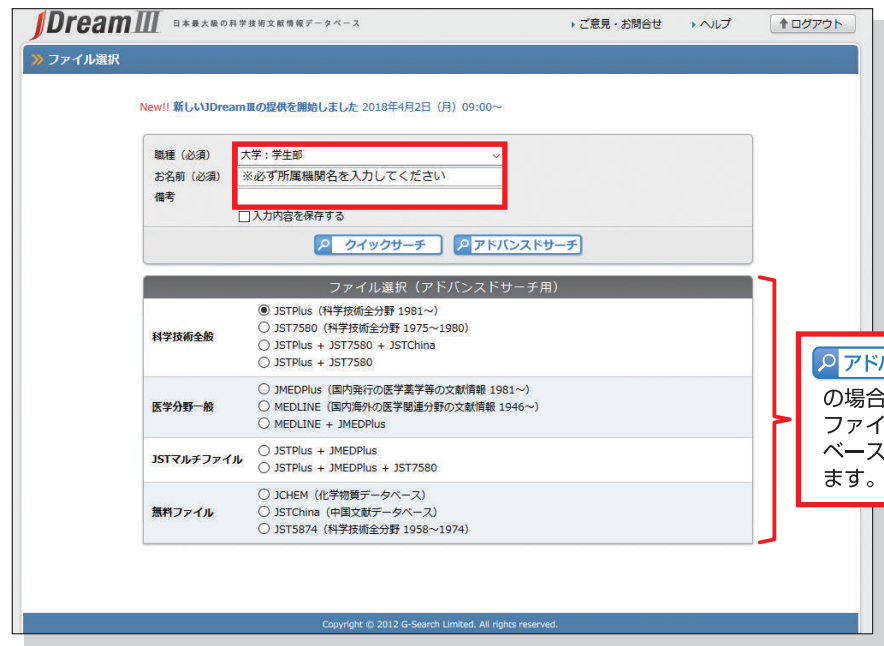 JDreamⅢ 日本最大級の科学技術文献情報データベース ご意見・お問合せ ヘルプ ログアウト
ファイル選択
New!! 新しいJDreamⅢの提供を開始しました 2018年4月2日（月）09:00～
職種（必須） 大学：学生部
お名前（必須） ※必ず所属機関名を入力してください
備考
入力内容を保存する
クイックサーチ アドバンスドサーチ
ファイル選択（アドバンスドサーチ用）
科学技術全般
JSTPlus（科学技術全分野 1981～）
JST7580（科学技術全分野 1975～1980）
JSTPlus + JST7580 + JSTChina
JSTPlus + JST7580
医学分野一般
JMEDPlus（国内発行の医学薬学等の文献情報 1981～）
MEDLINE（国内海外の医学関連分野の文献情報 1946～）
MEDLINE + JMEDPlus
JSTマルチファイル
JSTPlus + JMEDPlus
JSTPlus + JMEDPlus + JST7580
無料ファイル
JCHEM（化学物質データベース）
JSTChina（中国文献データベース）
JST5874（科学技術全分野 1958～1974）
アドバ
の場合
ファイ
ベース
ます。
Copyright © 2012 G-Search Limited. All rights reserved.